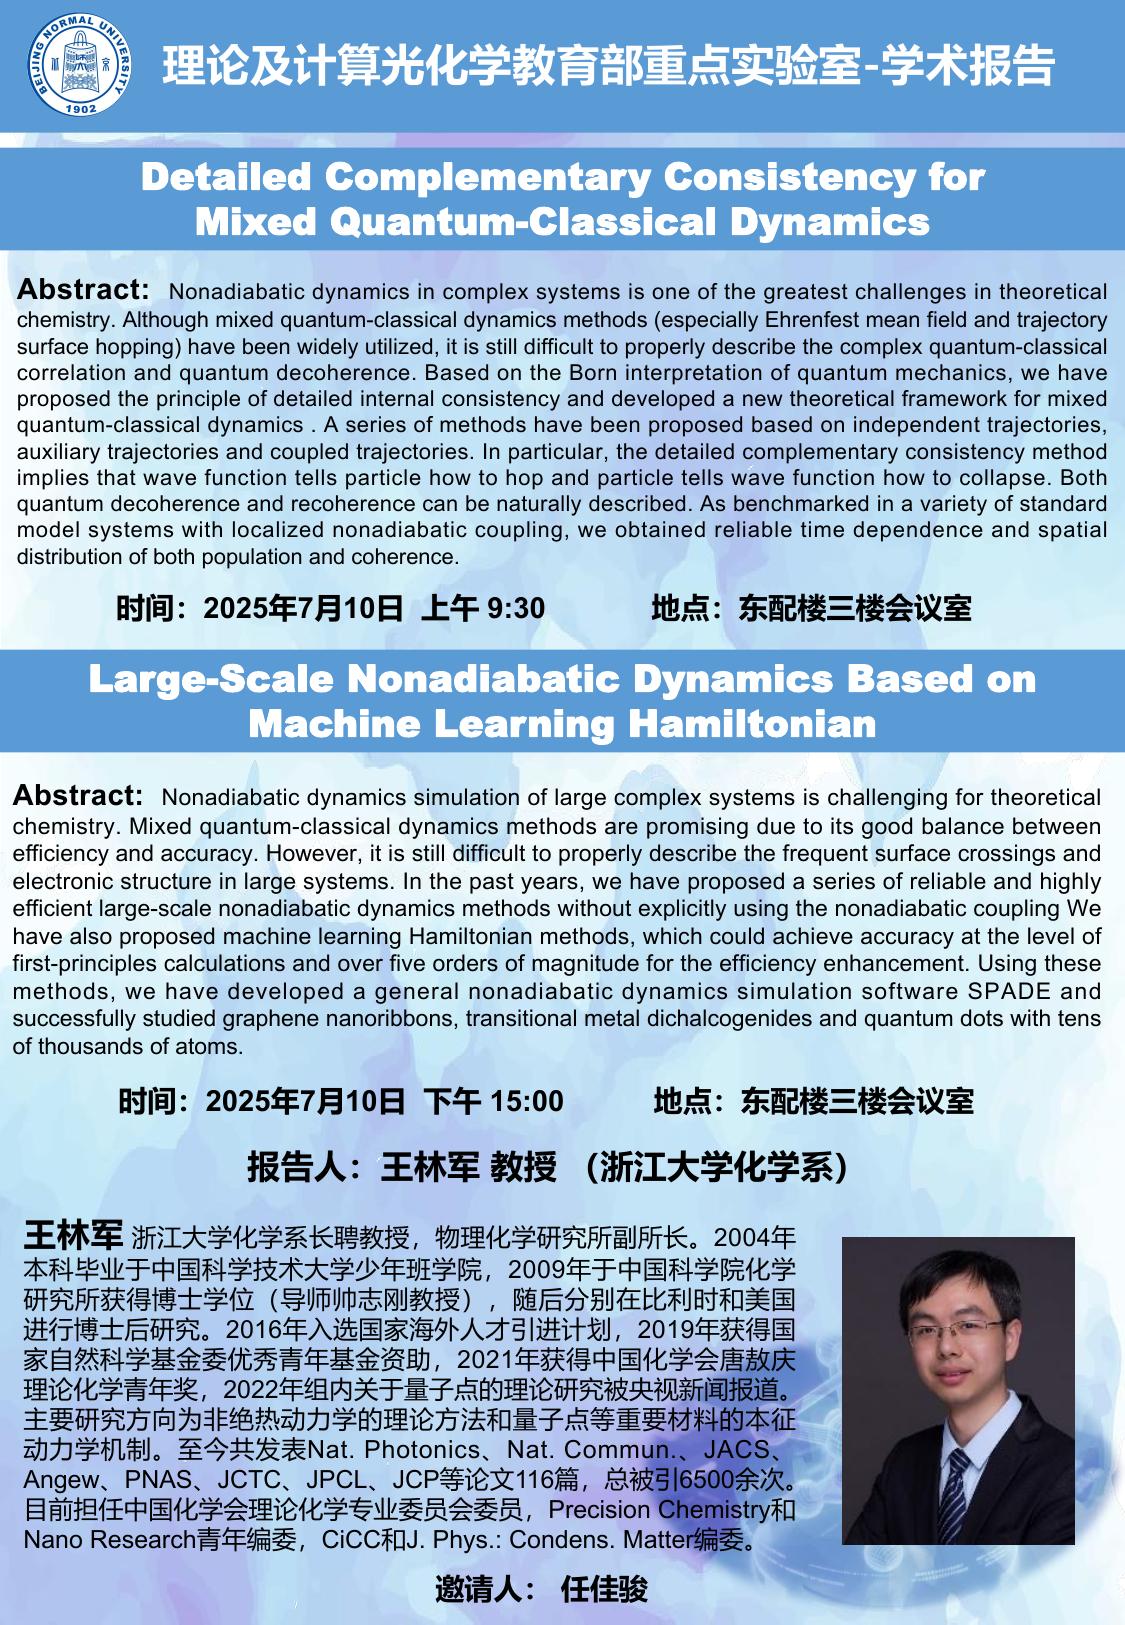 BEIJING NORMAL UNIVERSITY
1902
理论及计算光化学教育部重点实验室-学术报告
Detailed Complementary Consistency for
Mixed Quantum-Classical Dynamics
Abstract: Nonadiabatic dynamics in complex systems is one of the greatest challenges in theoretical
chemistry. Although mixed quantum-classical dynamics methods (especially Ehrenfest mean field and trajectory
surface hopping) have been widely utilized, it is still difficult to properly describe the complex quantum-classical
correlation and quantum decoherence. Based on the Born interpretation of quantum mechanics, we have
proposed the principle of detailed internal consistency and developed a new theoretical framework for mixed
quantum-classical dynamics . A series of methods have been proposed based on independent trajectories,
auxiliary trajectories and coupled trajectories. In particular, the detailed complementary consistency method
implies that wave function tells particle how to hop and particle tells wave function how to collapse. Both
quantum decoherence and recoherence can be naturally described. As benchmarked in a variety of standard
model systems with localized nonadiabatic coupling, we obtained reliable time dependence and spatial
distribution of both population and coherence.
时间：2025年7月10日 上午 9:30 地点：东配楼三楼会议室
Large-Scale Nonadiabatic Dynamics Based on
Machine Learning Hamiltonian
Abstract: Nonadiabatic dynamics simulation of large complex systems is challenging for theoretical
chemistry. Mixed quantum-classical dynamics methods are promising due to its good balance between
efficiency and accuracy. However, it is still difficult to properly describe the frequent surface crossings and
electronic structure in large systems. In the past years, we have proposed a series of reliable and highly
efficient large-scale nonadiabatic dynamics methods without explicitly using the nonadiabatic coupling We
have also proposed machine learning Hamiltonian methods, which could achieve accuracy at the level of
first-principles calculations and over five orders of magnitude for the efficiency enhancement. Using these
methods, we have developed a general nonadiabatic dynamics simulation software SPADE and
successfully studied graphene nanoribbons, transitional metal dichalcogenides and quantum dots with tens
of thousands of atoms.
时间：2025年7月10日 下午 15:00 地点：东配楼三楼会议室
报告人：王林军 教授 （浙江大学化学系）
王林军 浙江大学化学系长聘教授，物理化学研究所副所长。2004年
本科毕业于中国科学技术大学少年班学院，2009年于中国科学院化学
研究所获得博士学位（导师帅志刚教授），随后分别在比利时和美国
进行博士后研究。2016年入选国家海外人才引进计划，2019年获得国
家自然科学基金委优秀青年基金资助，2021年获得中国化学会唐敖庆
理论化学青年奖，2022年组内关于量子点的理论研究被央视新闻报道。
主要研究方向为非绝热动力学的理论方法和量子点等重要材料的本征
动力学机制。至今共发表Nat. Photonics、Nat. Commun.、JACS、
Angew、PNAS、JCTC、JPCL、JCP等论文116篇，总被引6500余次。
目前担任中国化学会理论化学专业委员会委员，Precision Chemistry和
Nano Research青年编委，CiCC和J. Phys.: Condens. Matter编委。
邀请人： 任佳骏